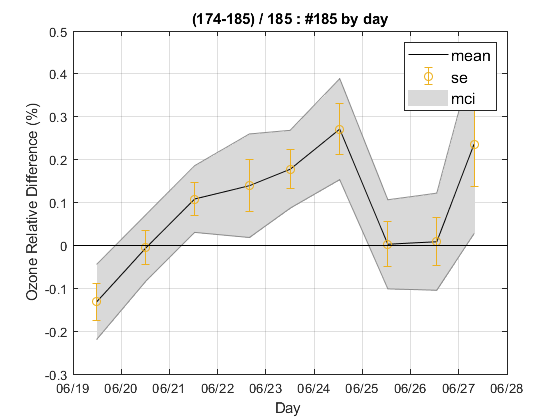 (174-185) / 185 : #185 by day
mean
se
mci
Ozone Relative Difference (%)
0.5
0.4
0.3
0.2
0.1
0
-0.1
-0.2
-0.3
06/19 06/20 06/21 06/22 06/23 06/24 06/25 06/26 06/27 06/28
Day